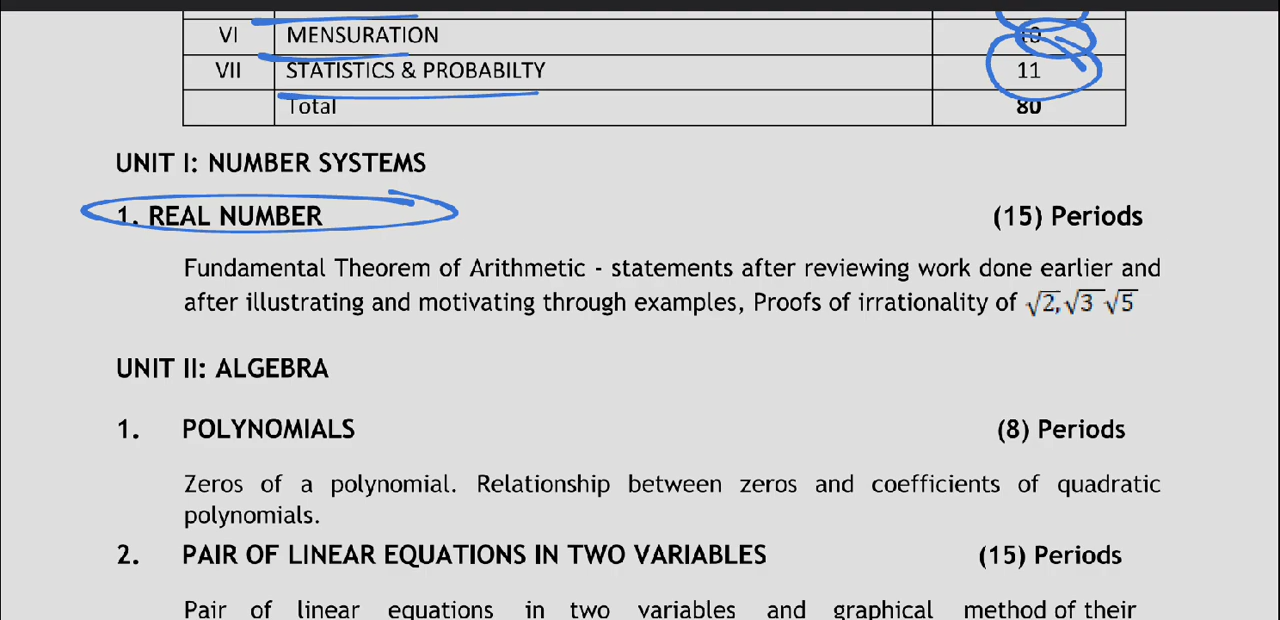 VI MENSURATION 10
VII STATISTICS & PROBABILTY 11
Total 80
UNIT I: NUMBER SYSTEMS
1. REAL NUMBER (15) Periods
Fundamental Theorem of Arithmetic - statements after reviewing work done earlier and
after illustrating and motivating through examples, Proofs of irrationality of √2, √3 √5
UNIT II: ALGEBRA
1. POLYNOMIALS (8) Periods
Zeros of a polynomial. Relationship between zeros and coefficients of quadratic
polynomials.
2. PAIR OF LINEAR EQUATIONS IN TWO VARIABLES (15) Periods
Pair of linear equations in two variables and graphical method of their